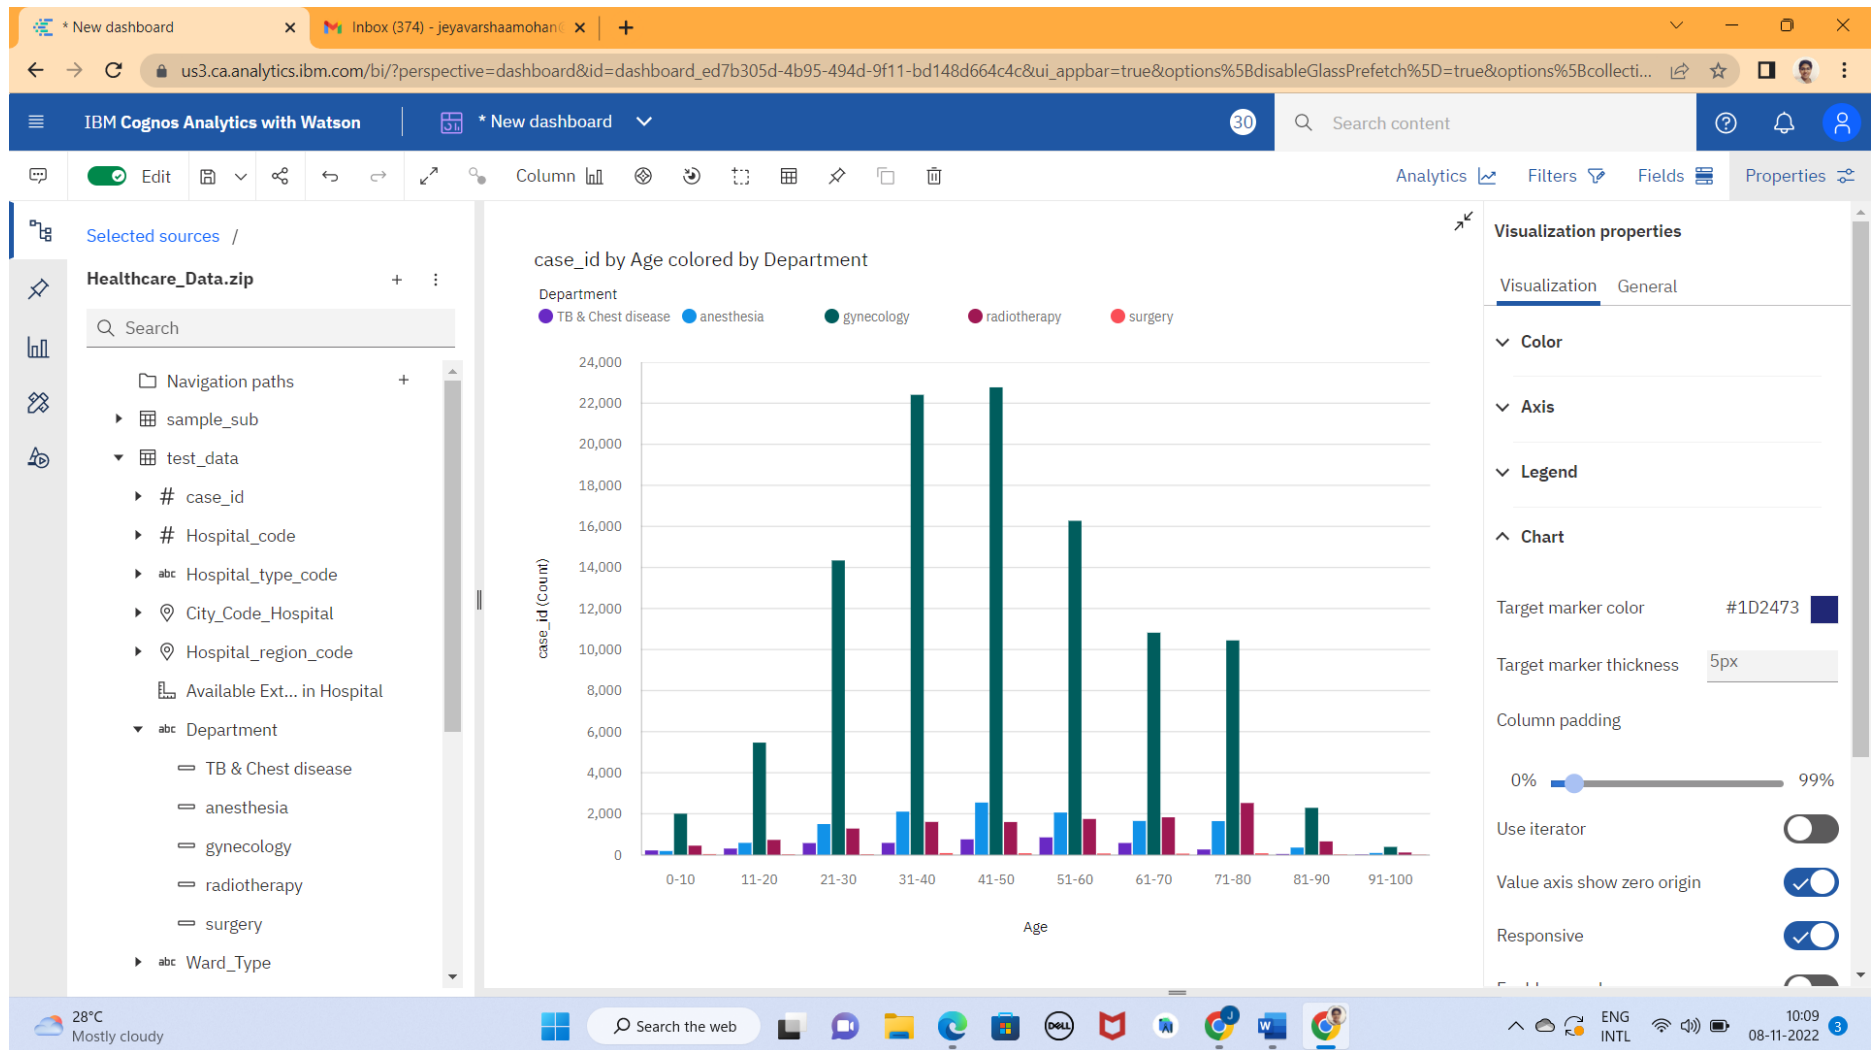 * New dashboard
Inbox (374) - jeyavarshaamohan
us3.ca.analytics.ibm.com/bi/?perspective=dashboard&id=dashboard_ed7b305d-4b95-494d-9f11-bd148d664c4c&ui_appbar=true&options%5BdisableGlassPrefetch%5D=true&options%5Bcollecti...
IBM Cognos Analytics with Watson
* New dashboard
30
Search content
Edit
Column
Analytics
Filters
Fields
Properties
Selected sources /
Healthcare_Data.zip
Search
Navigation paths
sample_sub
test_data
# case_id
# Hospital_code
abc Hospital_type_code
City_Code_Hospital
Hospital_region_code
Available Ext... in Hospital
abc Department
TB & Chest disease
anesthesia
gynecology
radiotherapy
surgery
abc Ward_Type
case_id by Age colored by Department
Department
TB & Chest disease
anesthesia
gynecology
radiotherapy
surgery
24,000
22,000
20,000
18,000
16,000
14,000
12,000
10,000
8,000
6,000
4,000
2,000
0
case_id (Count)
0-10
11-20
21-30
31-40
41-50
51-60
61-70
71-80
81-90
91-100
Age
Visualization properties
Visualization
General
Color
Axis
Legend
Chart
Target marker color
#1D2473
Target marker thickness
5px
Column padding
0%
99%
Use iterator
Value axis show zero origin
Responsive
28°C
Mostly cloudy
Search the web
DELL
J
W
ENG
INTL
10:09
08-11-2022
3